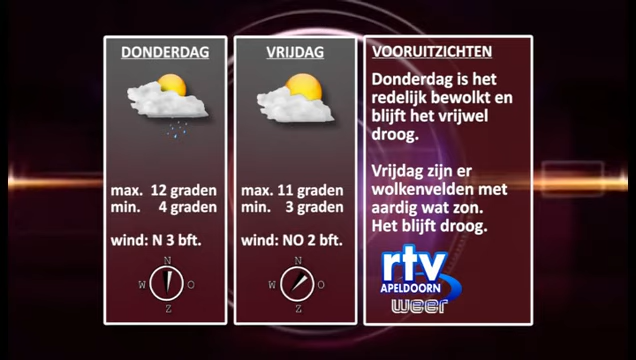 DONDERDAG
max. 12 graden
min. 4 graden
wind: N 3 bft.
N
W O
Z
VRIJDAG
max. 11 graden
min. 3 graden
wind: NO 2 bft.
N
W O
Z
VOORUITZICHTEN
Donderdag is het
redelijk bewolkt en
blijft het vrijwel
droog.
Vrijdag zijn er
wolkenvelden met
aardig wat zon.
Het blijft droog.
rtv
APELDOORN
weer